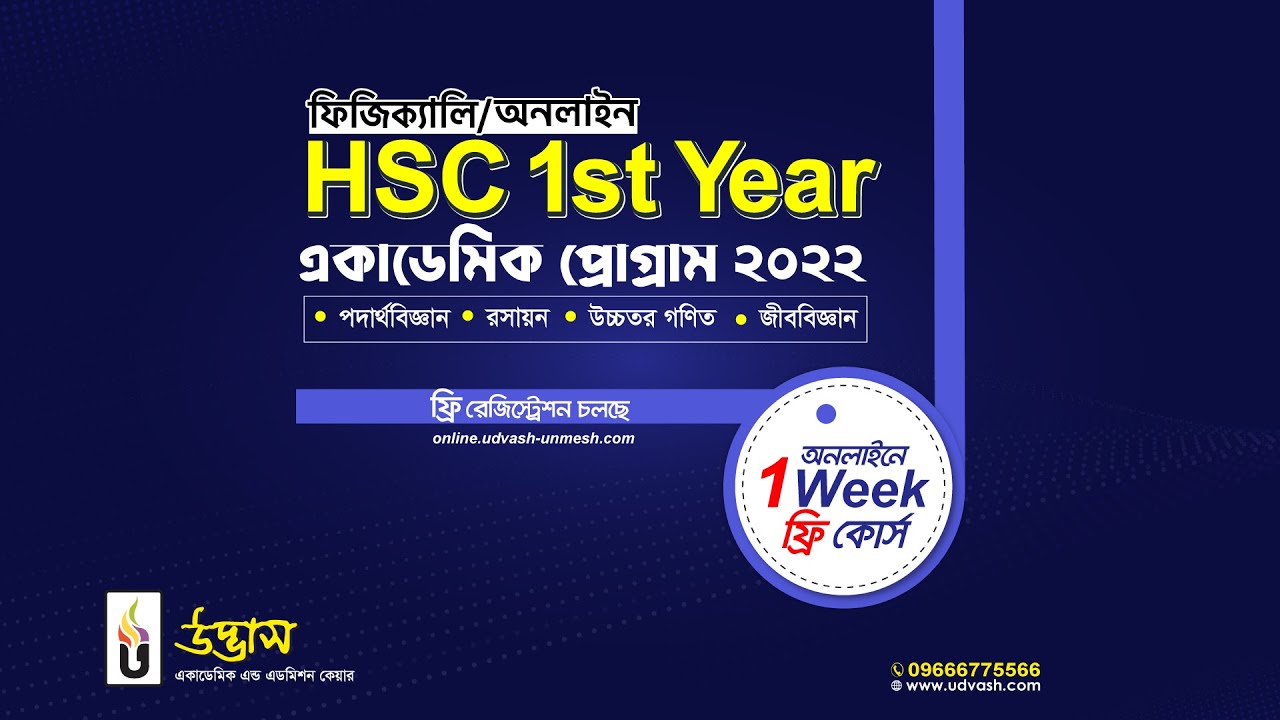 ফিজিক্যালি/অনলাইন
HSC 1st Year
একাডেমিক প্রোগ্রাম ২০২২
• পদার্থবিজ্ঞান • রসায়ন • উচ্চতর গণিত • জীববিজ্ঞান
ফ্রি রেজিস্ট্রেশন চলছে
online.udvash-unmesh.com
অনলাইনে
1 Week
ফ্রি কোর্স
উদ্ভাস
একাডেমিক এন্ড এডমিশন কেয়ার
09666775566
www.udvash.com